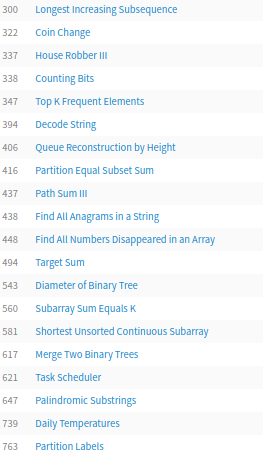 300 Longest Increasing Subsequence
322 Coin Change
337 House Robber III
338 Counting Bits
347 Top K Frequent Elements
394 Decode String
406 Queue Reconstruction by Height
416 Partition Equal Subset Sum
437 Path Sum III
438 Find All Anagrams in a String
448 Find All Numbers Disappeared in an Array
494 Target Sum
543 Diameter of Binary Tree
560 Subarray Sum Equals K
581 Shortest Unsorted Continuous Subarray
617 Merge Two Binary Trees
621 Task Scheduler
647 Palindromic Substrings
739 Daily Temperatures
763 Partition Labels